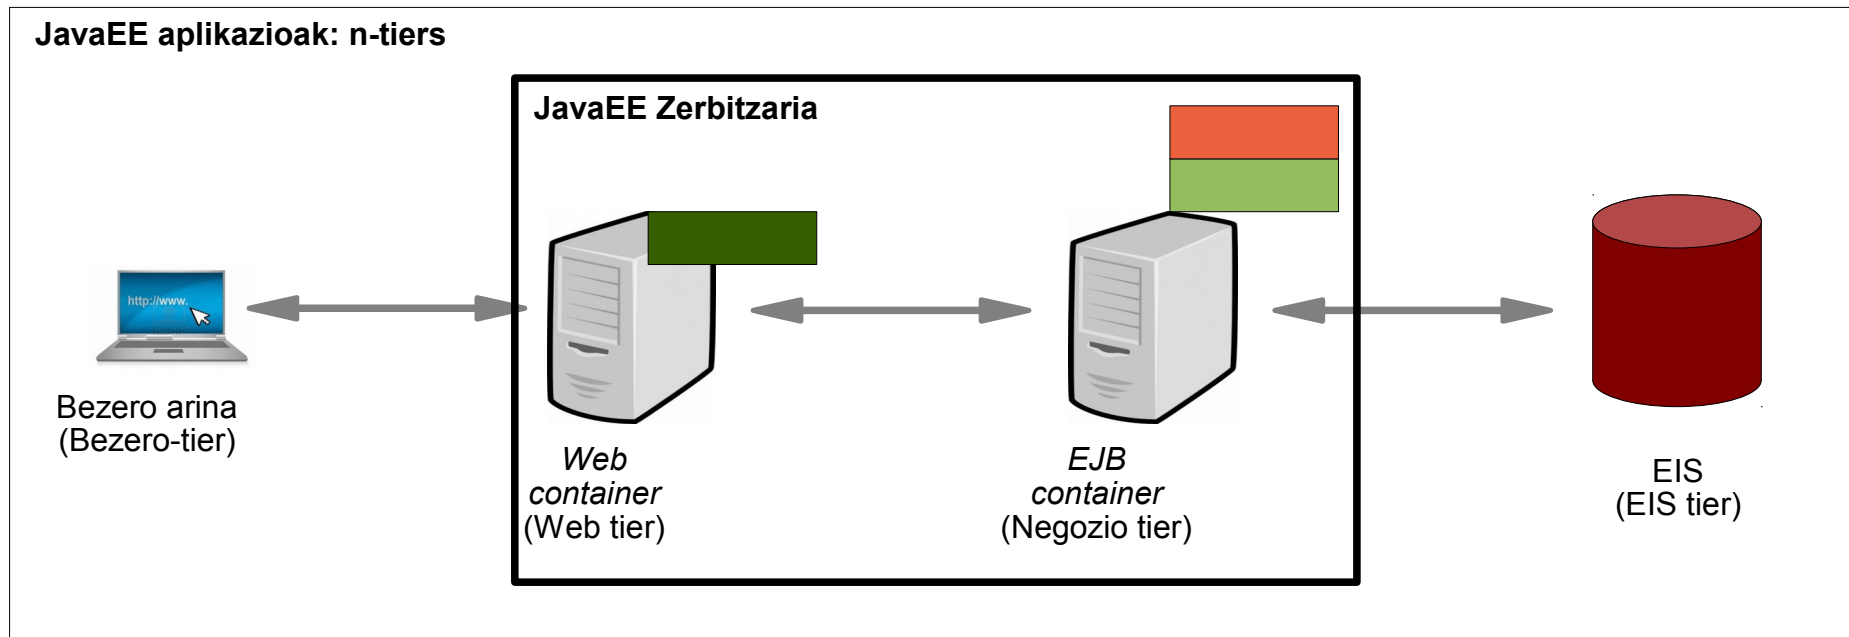 JavaEE aplikazioak: n-tiers
JavaEE Zerbitzaria
http://www.
Bezero arina
(Bezero-tier)
Web
container
(Web tier)
EJB
container
(Negozio tier)
EIS
(EIS tier)